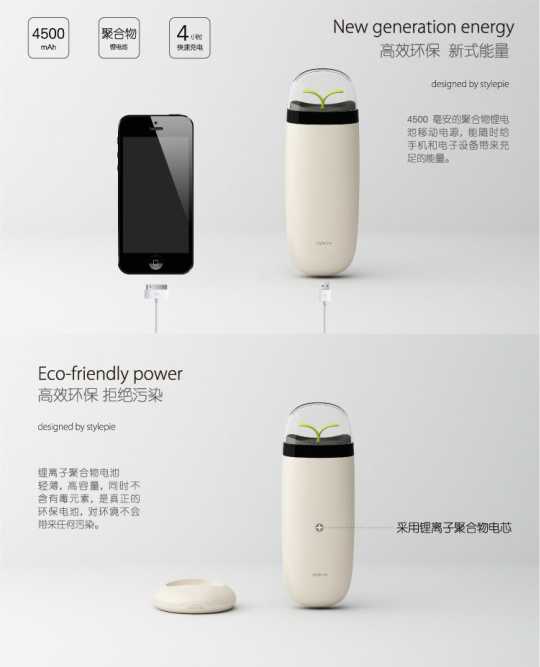 4500
mAh
聚合物
锂电池
4小时
快速充电
New generation energy
高效环保 新式能量
designed by stylepie
4500 毫安的聚合物锂电
池移动电源，能随时给
手机和电子设备带来充
足的能量。
Eco-friendly power
高效环保 拒绝污染
designed by stylepie
锂离子聚合物电池
轻薄，高容量，同时不
含有毒元素，是真正的
环保电池，对环境不会
带来任何污染。
采用锂离子聚合物电芯